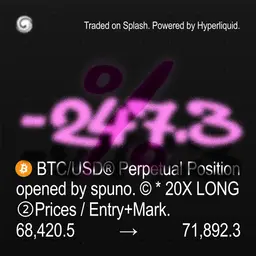 Traded on Splash. Powered by Hyperliquid.
%
-247.3
BTC/USD® Perpetual Position
opened by spuno. © * 20X LONG
②Prices / Entry+Mark.
68,420.5 → 71,892.3